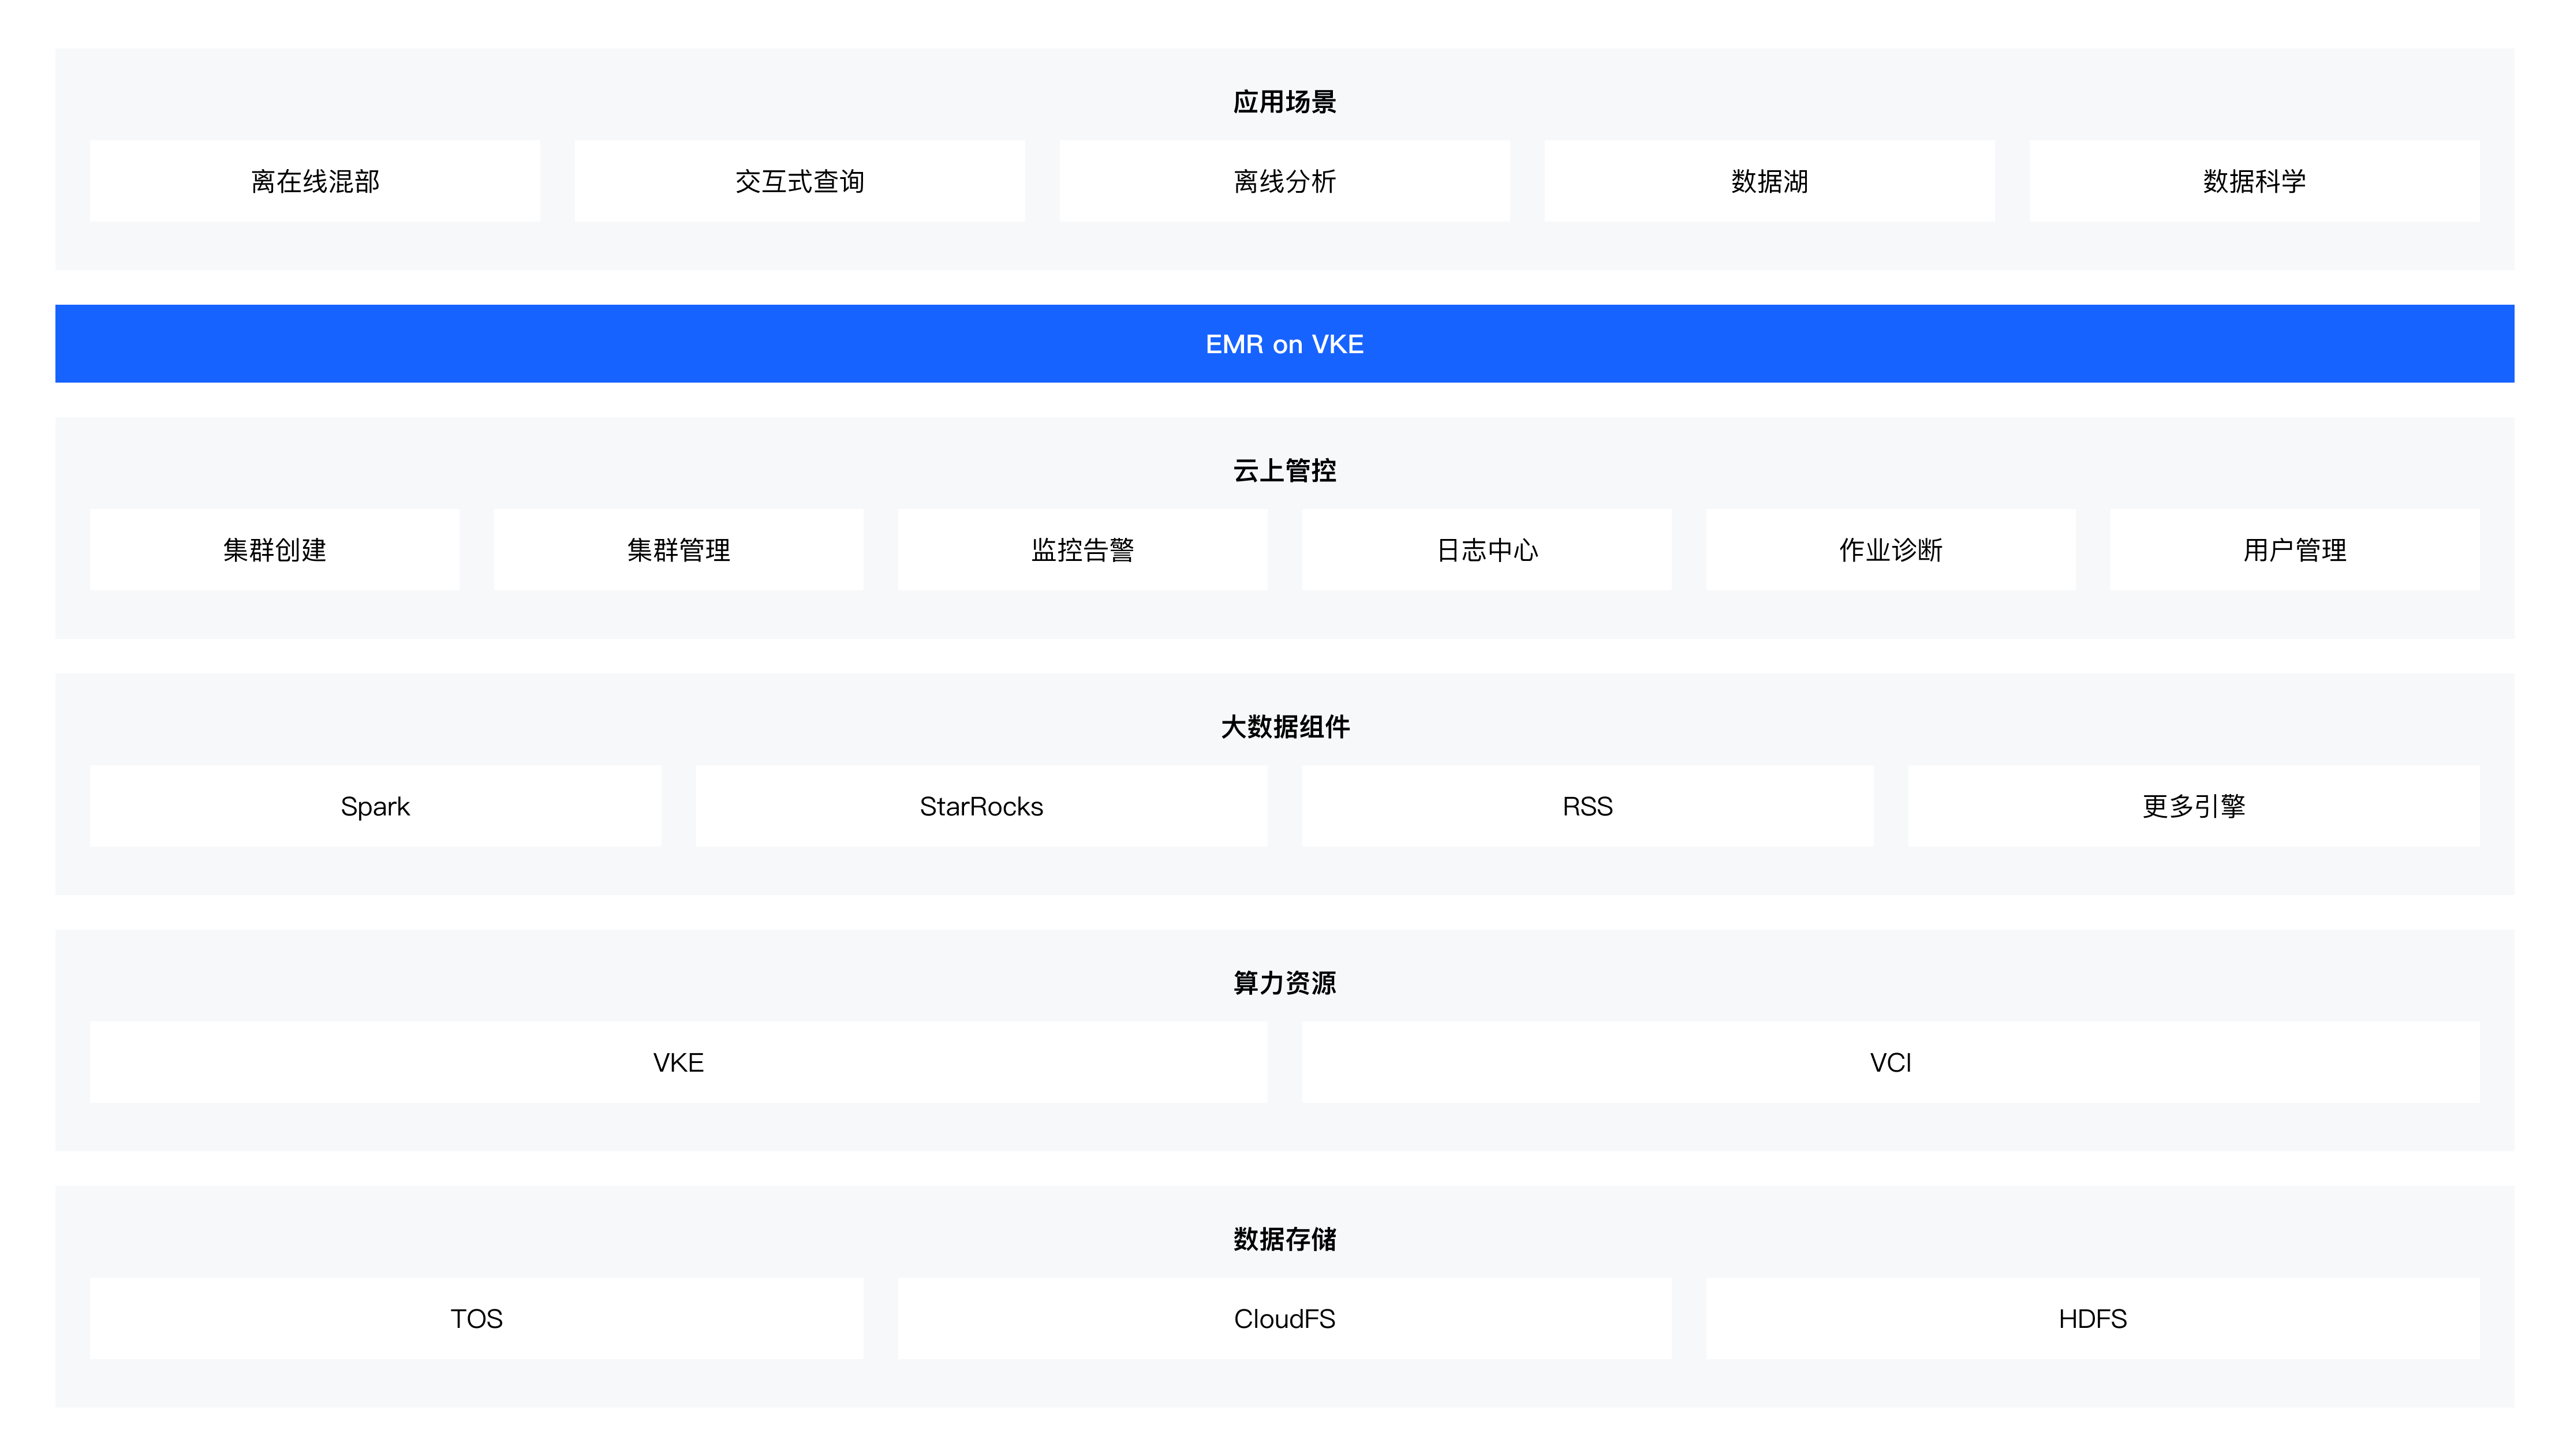 应用场景
离在线混部 交互式查询 离线分析 数据湖 数据科学
EMR on VKE
云上管控
集群创建 集群管理 监控告警 日志中心 作业诊断 用户管理
大数据组件
Spark StarRocks RSS 更多引擎
算力资源
VKE VCI
数据存储
TOS CloudFS HDFS